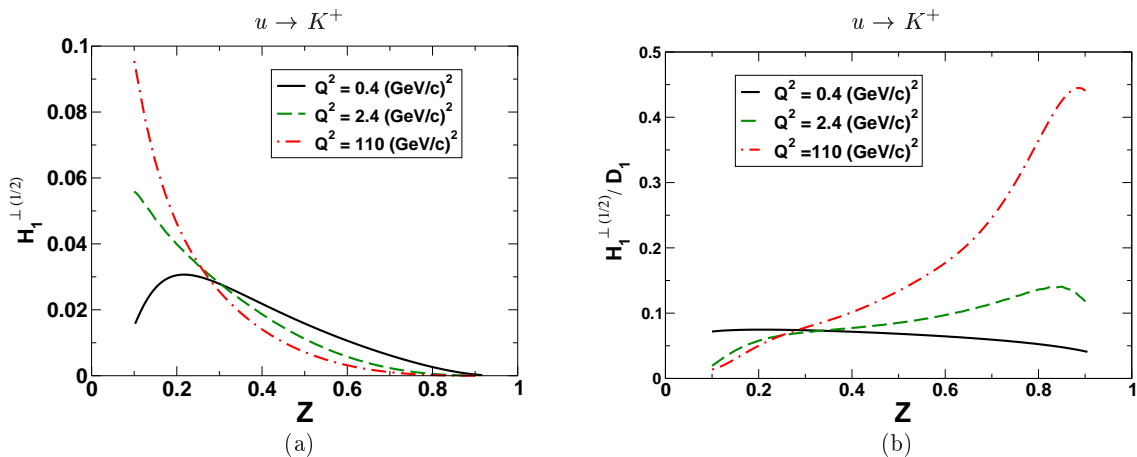 u → K⁺
0.1
0.08
0.06
0.04
0.02
0
H₁^⊥ (1/2)
Q² = 0.4 (GeV/c)²
Q² = 2.4 (GeV/c)²
Q² = 110 (GeV/c)²
0 0.2 0.4 0.6 0.8 1
Z
(a)
u → K⁺
0.5
0.4
0.3
0.2
0.1
0
H₁^⊥ (1/2) / D₁
Q² = 0.4 (GeV/c)²
Q² = 2.4 (GeV/c)²
Q² =110 (GeV/c)²
0 0.2 0.4 0.6 0.8 1
Z
(b)